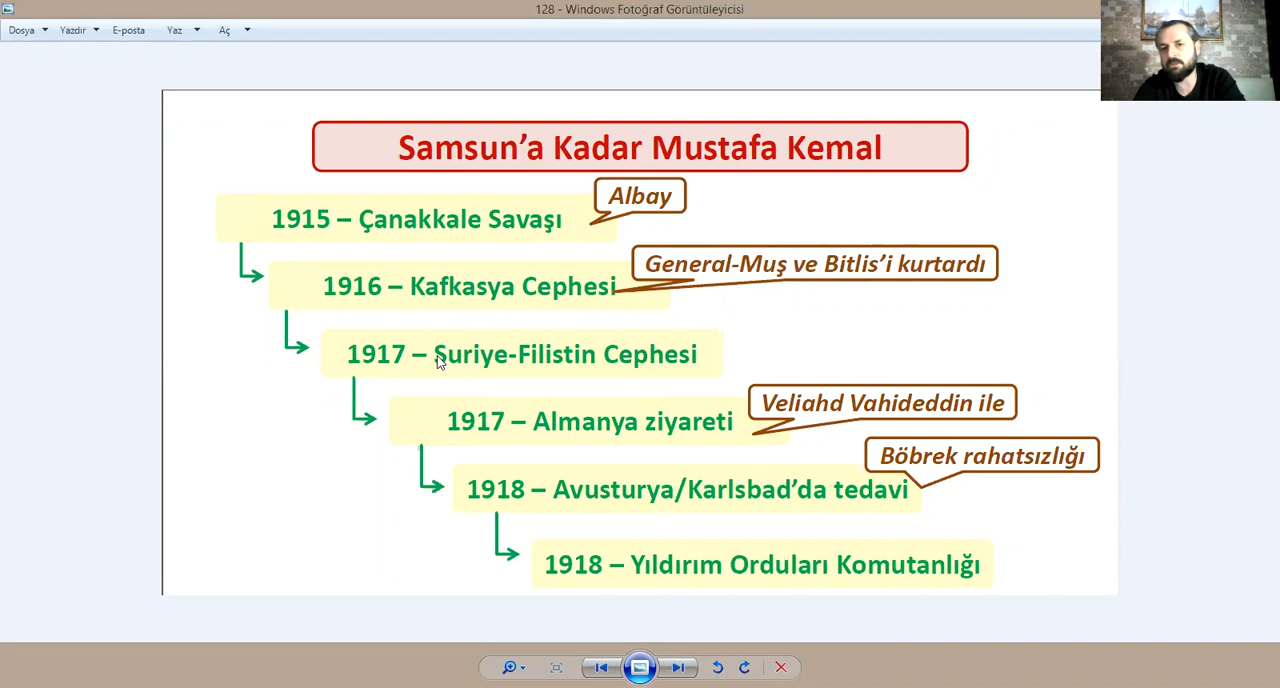 128 - Windows Fotoğraf Görüntüleyicisi
Dosya Yazdır E-posta Yaz Aç
Samsun'a Kadar Mustafa Kemal
Albay
1915 – Çanakkale Savaşı
General-Muş ve Bitlis'i kurtardı
1916 – Kafkasya Cephesi
1917 – Suriye-Filistin Cephesi
Veliahd Vahideddin ile
1917 – Almanya ziyareti
Böbrek rahatsızlığı
1918 – Avusturya/Karlsbad'da tedavi
1918 – Yıldırım Orduları Komutanlığı